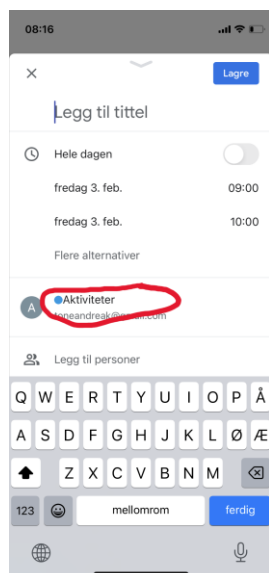 08:16
Lagre
Legg til tittel
Hele dagen
fredag 3. feb. 09:00
fredag 3. feb. 10:00
Flere alternativer
A Aktiviteter
Legg til personer
Q W E R T Y U I O P Å
A S D F G H J K L Ø Æ
Z X C V B N M
123 mellomrom ferdig